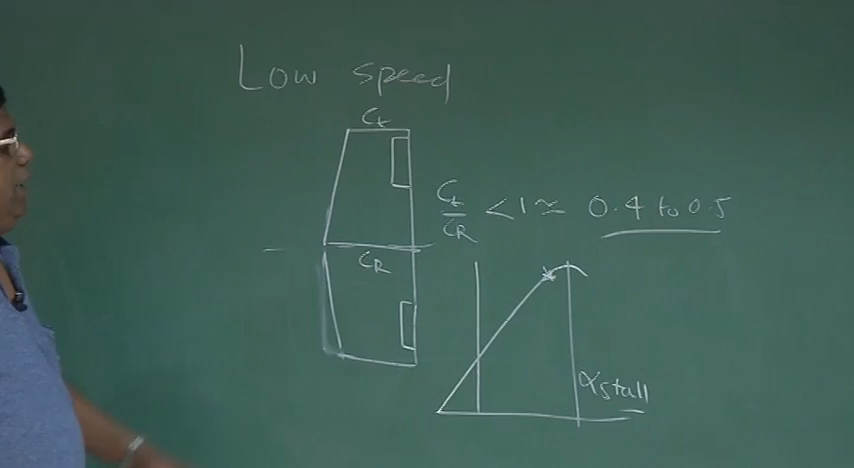 Low speed
Ct
Ct/CR < 1 ≈ 0.4 to 0.5
CR
αstall